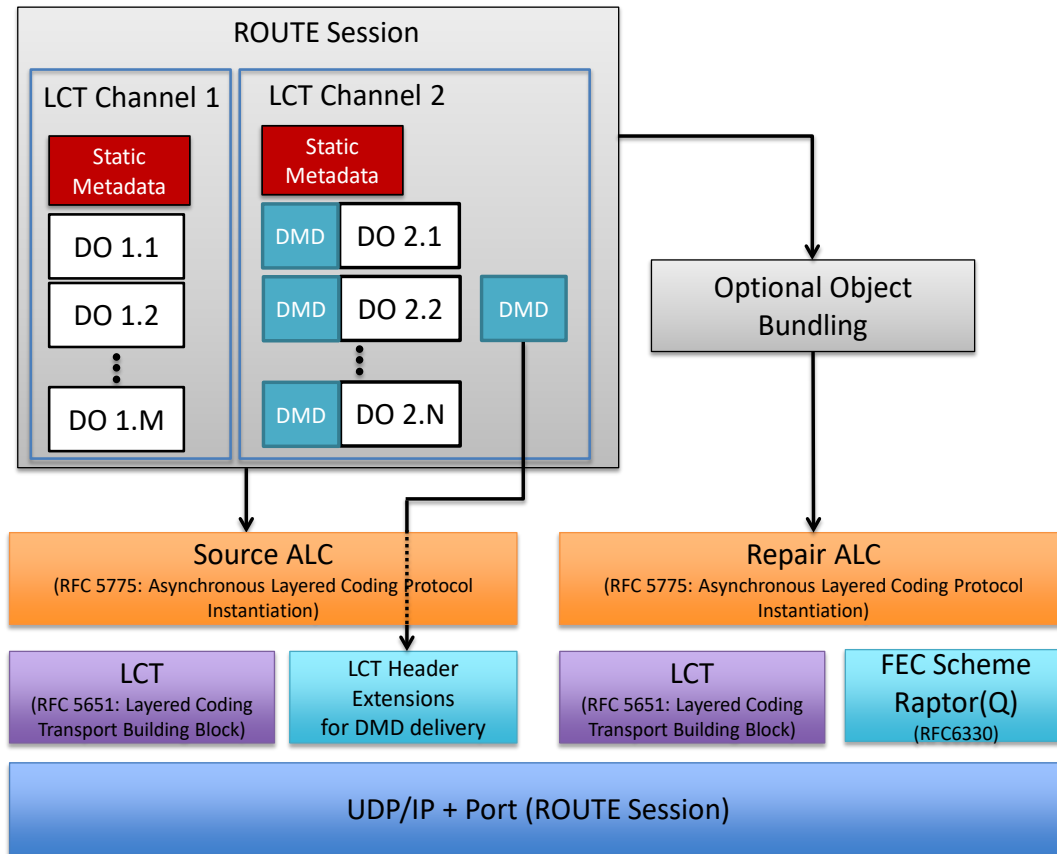 ROUTE Session
LCT Channel 1
Static
Metadata
DO 1.1
DO 1.2
DO 1.M
LCT Channel 2
Static
Metadata
DMD
DO 2.1
DMD
DO 2.2
DMD
DMD
DO 2.N
Optional Object
Bundling
Source ALC
(RFC 5775: Asynchronous Layered Coding Protocol
Instantiation)
Repair ALC
(RFC 5775: Asynchronous Layered Coding Protocol
Instantiation)
LCT
(RFC 5651: Layered Coding
Transport Building Block)
LCT Header
Extensions
for DMD delivery
LCT
(RFC 5651: Layered Coding
Transport Building Block)
FEC Scheme
Raptor(Q)
(RFC6330)
UDP/IP + Port (ROUTE Session)